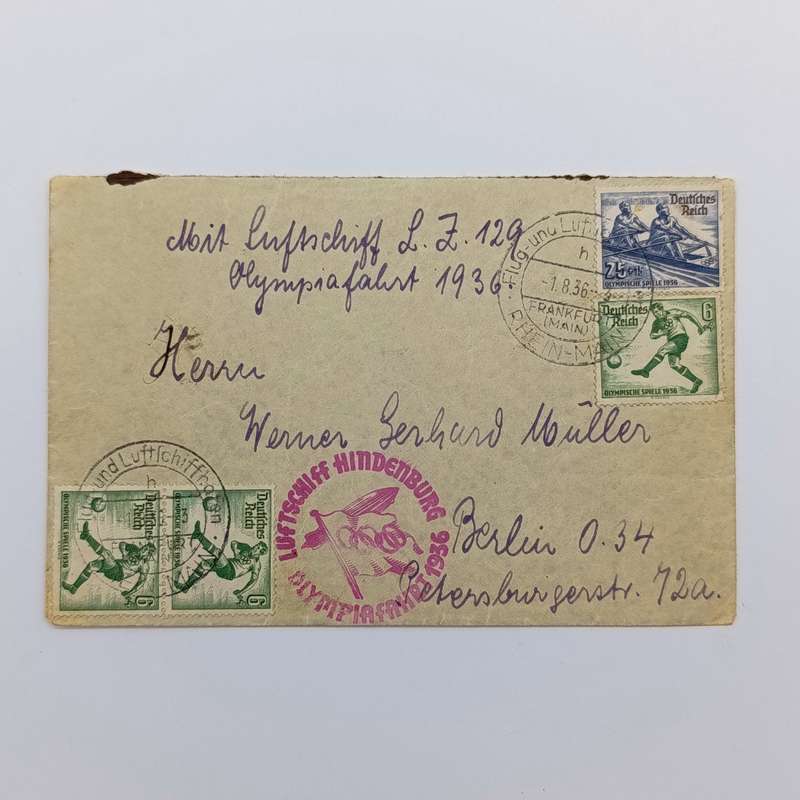 Mit Luftschiff L. Z. 129
Olympiafahrt 1936
Herrn
Werner Gerhard Müller
Berlin O. 34
Petersburgerstr. 72a.
Deutsches
Reich
OLYMPISCHE SPIELE 1936
Deutsches
Reich
6
OLYMPISCHE SPIELE 1936
Flug- und
h
-1.8.36
FRANKFURT
(MAIN)
RHEIN-MAIN
und Luftschiffhafen
h
Deutsches
Reich
6
OLYMPISCHE SPIELE 1936
Deutsches
Reich
6
OLYMPISCHE SPIELE 1936
LUFTSCHIFF HINDENBURG
OLYMPIAFAHRT 1936